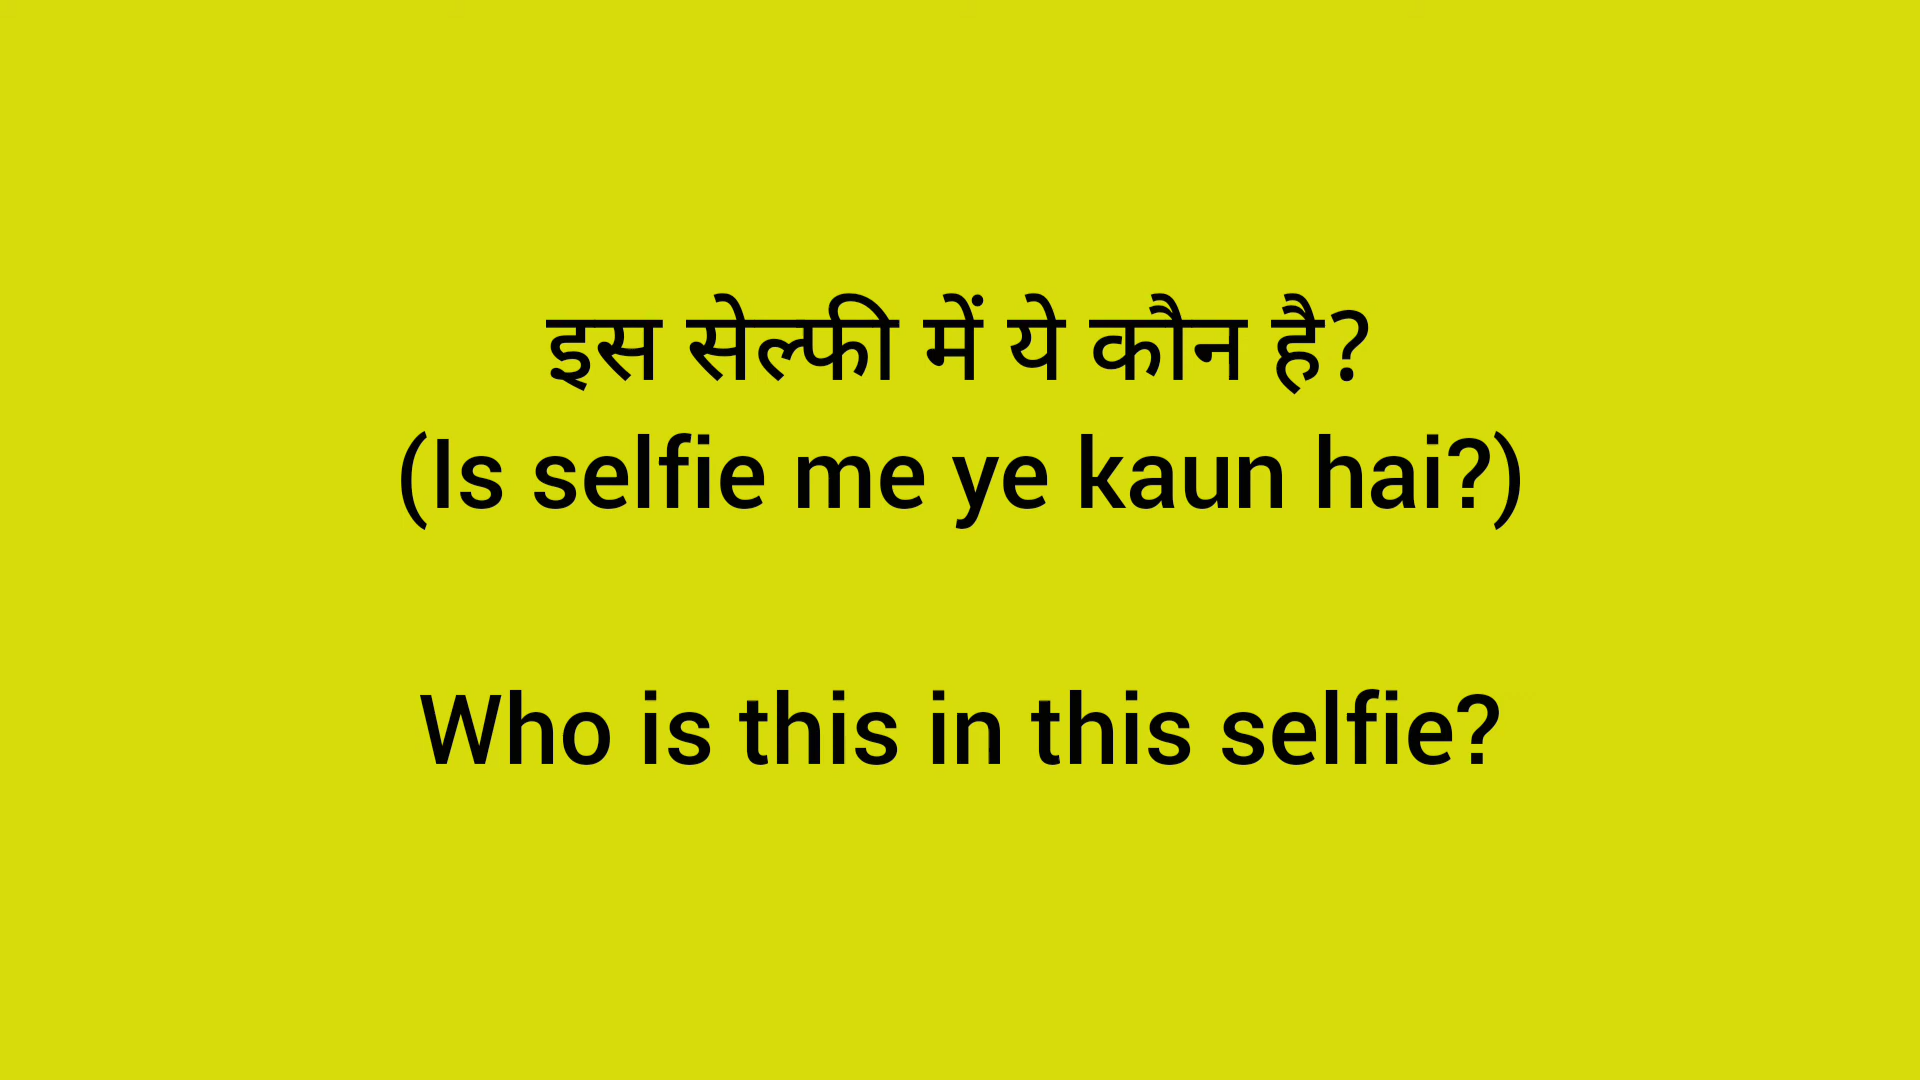 इस सेल्फी में ये कौन है?
(Is selfie me ye kaun hai?)
Who is this in this selfie?